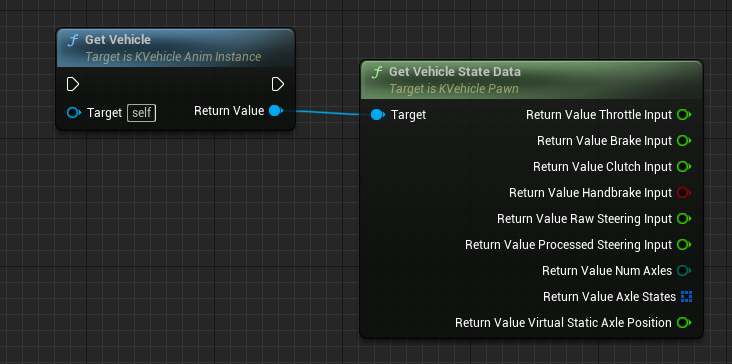 f Get Vehicle
Target is KVehicle Anim Instance
Target self Return Value
f Get Vehicle State Data
Target is KVehicle Pawn
Target Return Value Throttle Input
Return Value Brake Input
Return Value Clutch Input
Return Value Handbrake Input
Return Value Raw Steering Input
Return Value Processed Steering Input
Return Value Num Axles
Return Value Axle States
Return Value Virtual Static Axle Position